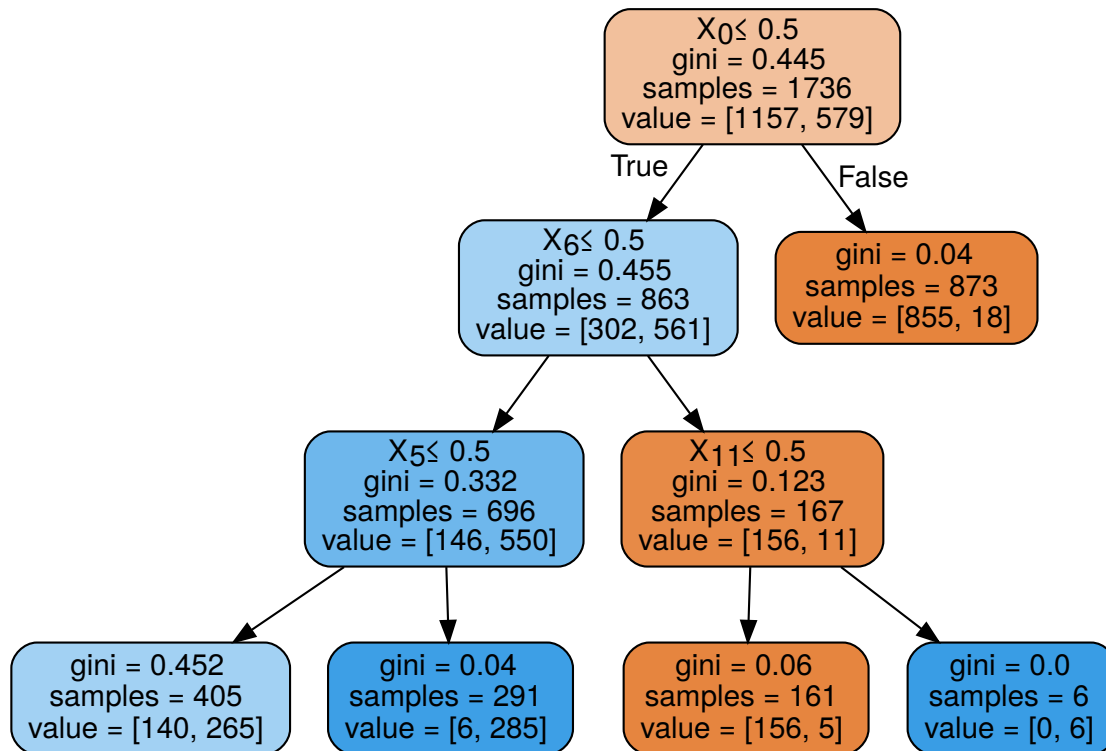 X0≤ 0.5
gini = 0.445
samples = 1736
value = [1157, 579]
True
False
X6≤ 0.5
gini = 0.455
samples = 863
value = [302, 561]
gini = 0.04
samples = 873
value = [855, 18]
X5≤ 0.5
gini = 0.332
samples = 696
value = [146, 550]
X11≤ 0.5
gini = 0.123
samples = 167
value = [156, 11]
gini = 0.452
samples = 405
value = [140, 265]
gini = 0.04
samples = 291
value = [6, 285]
gini = 0.06
samples = 161
value = [156, 5]
gini = 0.0
samples = 6
value = [0, 6]